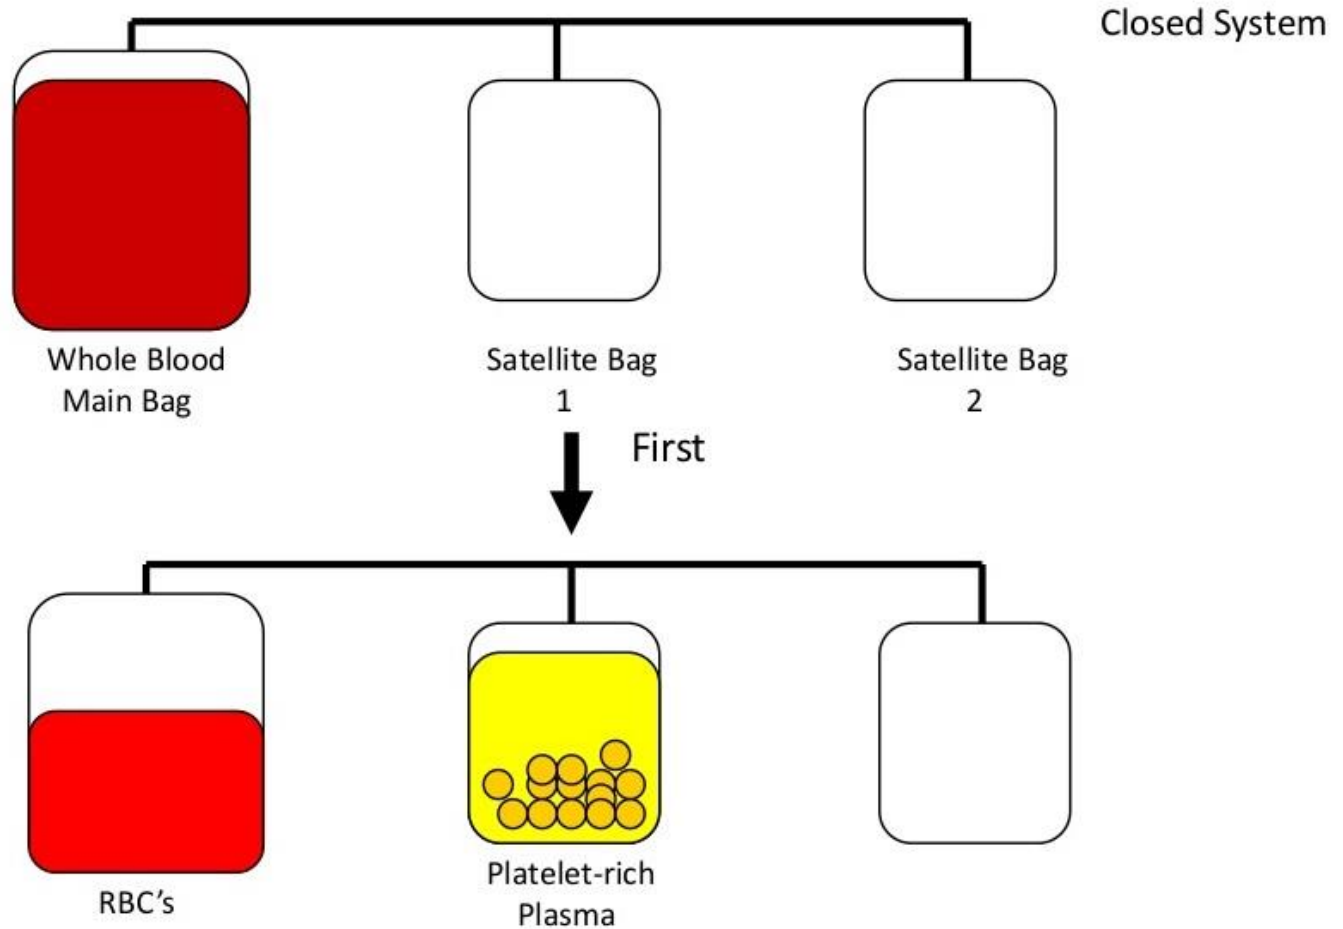 Closed System
Whole Blood
Main Bag
Satellite Bag
1
Satellite Bag
2
First
RBC’s
Platelet-rich
Plasma